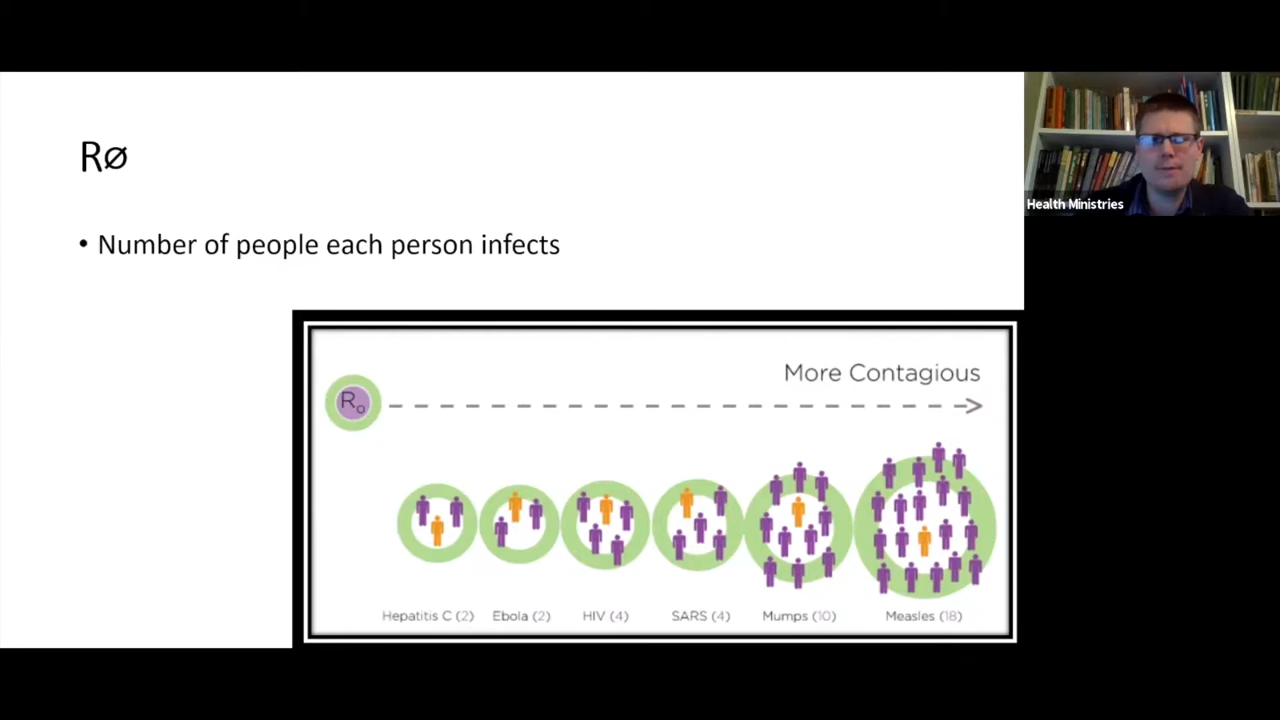 Rø
• Number of people each person infects
Health Ministries
More Contagious
Ro
Hepatitis C (2) Ebola (2) HIV (4) SARS (4) Mumps (10) Measles (18)